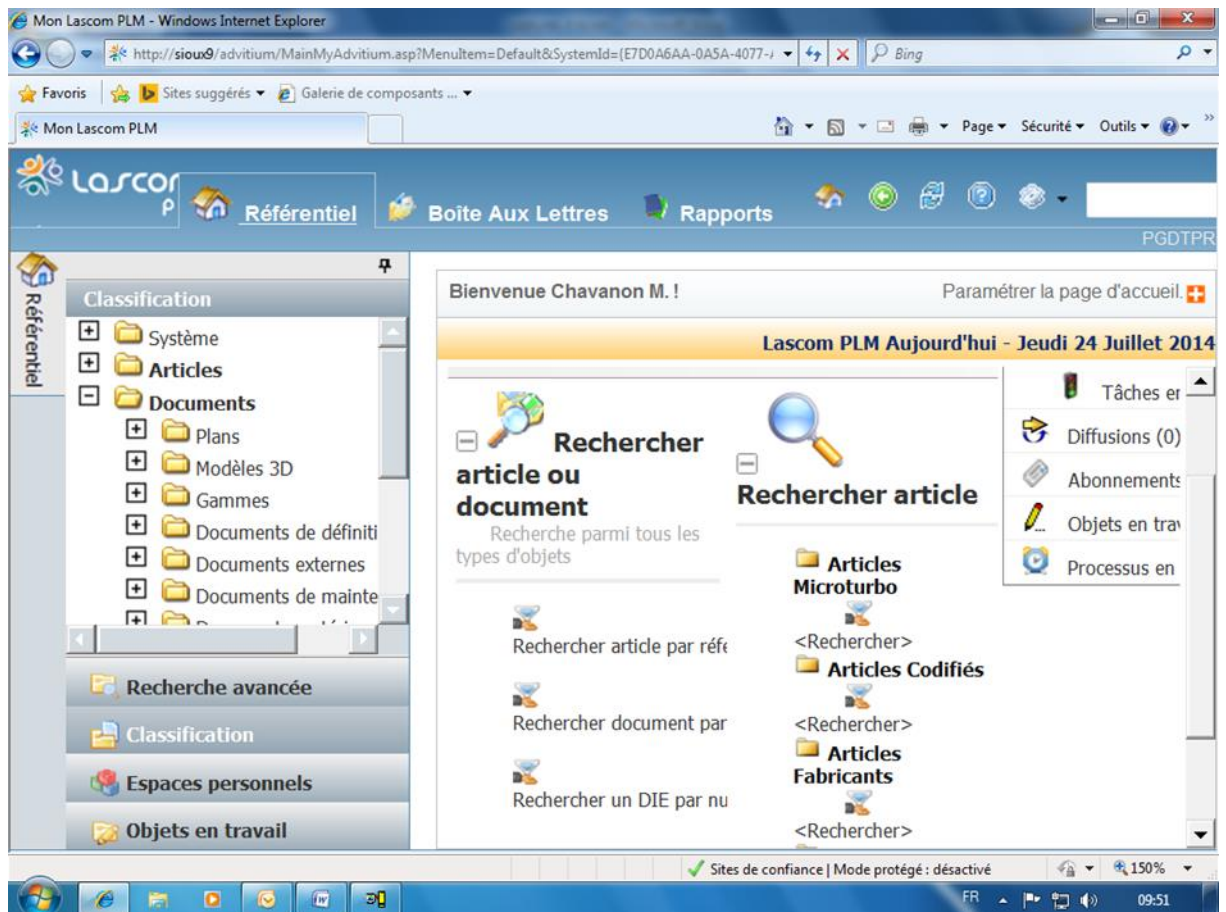 Mon Lascom PLM - Windows Internet Explorer
http://sioux9/advitium/MainMyAdvitium.asp?MenuItem=Default&SystemId={E7D0A6AA-0A5A-4077-
Bing
Favoris
Sites suggérés
Galerie de composants ...
Mon Lascom PLM
Page
Sécurité
Outils
Lascom
P
Référentiel
Boîte Aux Lettres
Rapports
PGDTPR
Référentiel
Classification
Système
Articles
Documents
Plans
Modèles 3D
Gammes
Documents de définiti
Documents externes
Documents de mainte
Recherche avancée
Classification
Espaces personnels
Objets en travail
Bienvenue Chavanon M. !
Paramétrer la page d'accueil.
Lascom PLM Aujourd'hui - Jeudi 24 Juillet 2014
Rechercher
article ou
document
Recherche parmi tous les
types d'objets
Rechercher article par réfe
Rechercher document par
Rechercher un DIE par nu
Rechercher article
Articles
Microturbo
<Rechercher>
Articles Codifiés
<Rechercher>
Articles
Fabricants
<Rechercher>
Tâches er
Diffusions (0)
Abonnements
Objets en trav
Processus en
Sites de confiance | Mode protégé : désactivé
150%
FR
09:51